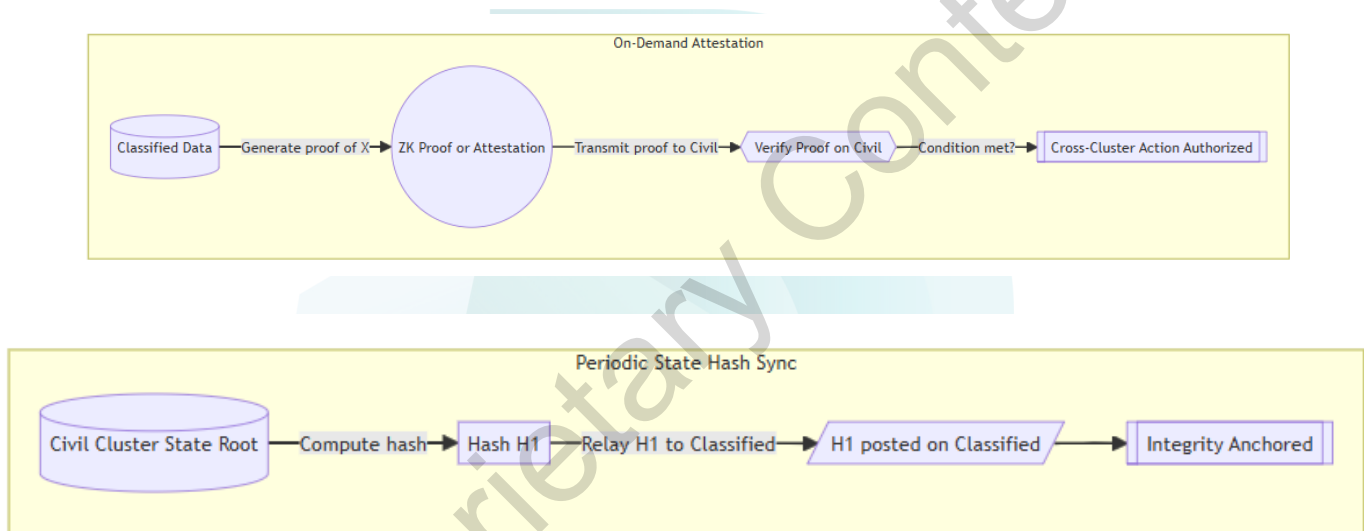 On-Demand Attestation
Classified Data
Generate proof of X
ZK Proof or Attestation
Transmit proof to Civil
Verify Proof on Civil
Condition met?
Cross-Cluster Action Authorized
Periodic State Hash Sync
Civil Cluster State Root
Compute hash
Hash H1
Relay H1 to Classified
H1 posted on Classified
Integrity Anchored
rietary Conte